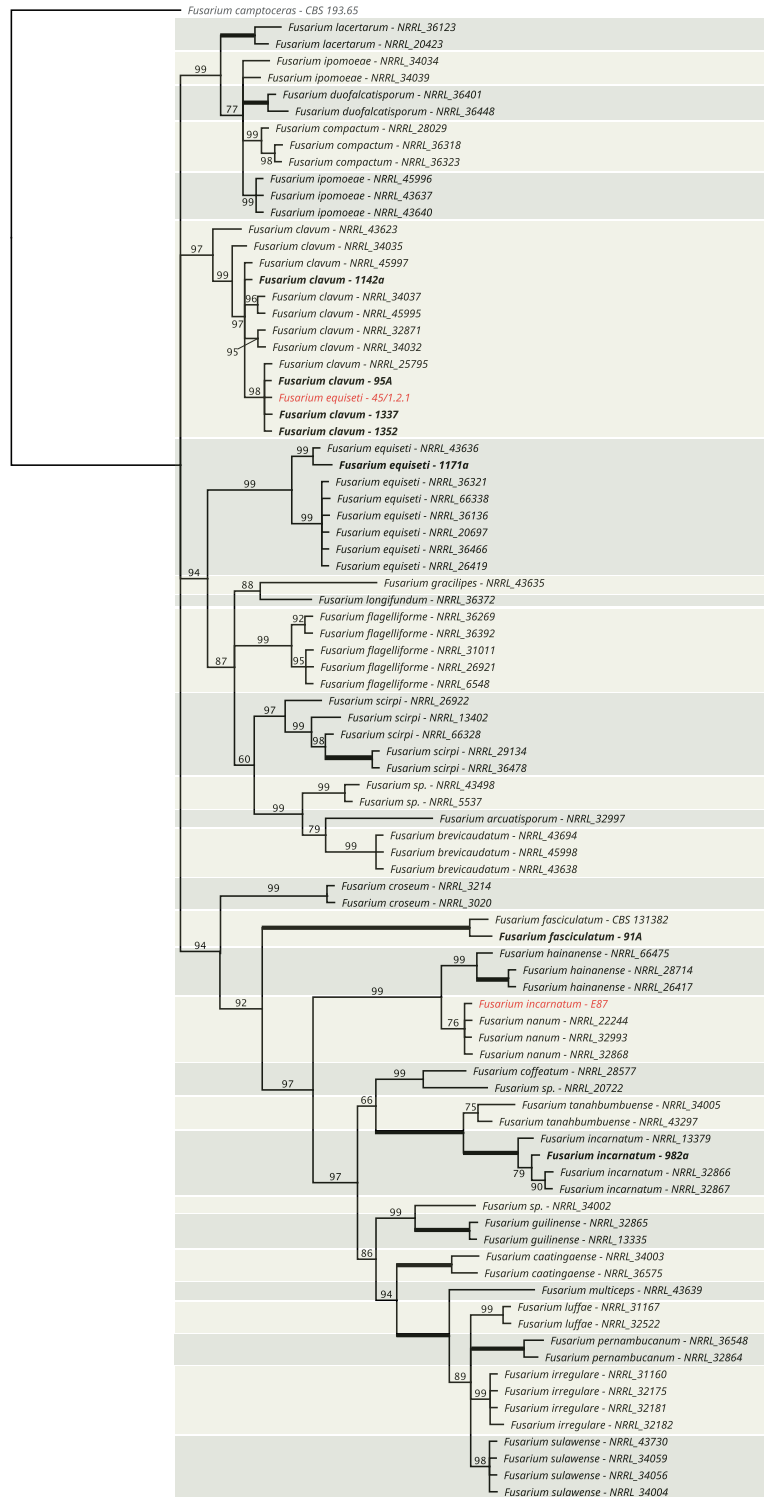 Fusarium camptoceras - CBS 193.65
Fusarium lacertarum - NRRL_36123
Fusarium lacertarum - NRRL_20423
99
Fusarium ipomoeae - NRRL_34034
Fusarium ipomoeae - NRRL_34039
Fusarium duofalcatisporum - NRRL_36401
77
Fusarium duofalcatisporum - NRRL_36448
Fusarium compactum - NRRL_28029
99
Fusarium compactum - NRRL_36318
98
Fusarium compactum - NRRL_36323
Fusarium ipomoeae - NRRL_45996
Fusarium ipomoeae - NRRL_43637
99
Fusarium ipomoeae - NRRL_43640
Fusarium clavum - NRRL_43623
97
Fusarium clavum - NRRL_34035
Fusarium clavum - NRRL_45997
99
Fusarium clavum - 1142a
96
Fusarium clavum - NRRL_34037
Fusarium clavum - NRRL_45995
97
Fusarium clavum - NRRL_32871
95
Fusarium clavum - NRRL_34032
Fusarium clavum - NRRL_25795
Fusarium clavum - 95A
98
Fusarium equiseti - 45/1.2.1
Fusarium clavum - 1337
Fusarium clavum - 1352
99
Fusarium equiseti - NRRL_43636
Fusarium equiseti - 1171a
99
Fusarium equiseti - NRRL_36321
Fusarium equiseti - NRRL_66338
99
Fusarium equiseti - NRRL_36136
Fusarium equiseti - NRRL_20697
Fusarium equiseti - NRRL_36466
Fusarium equiseti - NRRL_26419
94
88
Fusarium gracilipes - NRRL_43635
Fusarium longifundum - NRRL_36372
92
Fusarium flagelliforme - NRRL_36269
Fusarium flagelliforme - NRRL_36392
99
Fusarium flagelliforme - NRRL_31011
95
Fusarium flagelliforme - NRRL_26921
87
Fusarium flagelliforme - NRRL_6548
Fusarium scirpi - NRRL_26922
97
Fusarium scirpi - NRRL_13402
99
Fusarium scirpi - NRRL_66328
98
Fusarium scirpi - NRRL_29134
60
Fusarium scirpi - NRRL_36478
99
Fusarium sp. - NRRL_43498
Fusarium sp. - NRRL_5537
99
Fusarium arcuatisporum - NRRL_32997
79
Fusarium brevicaudatum - NRRL_43694
99
Fusarium brevicaudatum - NRRL_45998
Fusarium brevicaudatum - NRRL_43638
99
Fusarium croseum - NRRL_3214
Fusarium croseum - NRRL_3020
Fusarium fasciculatum - CBS 131382
Fusarium fasciculatum - 91A
94
Fusarium hainanense - NRRL_66475
99
Fusarium hainanense - NRRL_28714
Fusarium hainanense - NRRL_26417
99
92
Fusarium incarnatum - E87
76
Fusarium nanum - NRRL_22244
Fusarium nanum - NRRL_32993
Fusarium nanum - NRRL_32868
99
Fusarium coffeatum - NRRL_28577
97
Fusarium sp. - NRRL_20722
66
75
Fusarium tanahbumbuense - NRRL_34005
Fusarium tanahbumbuense - NRRL_43297
Fusarium incarnatum - NRRL_13379
Fusarium incarnatum - 982a
79
Fusarium incarnatum - NRRL_32866
97
90
Fusarium incarnatum - NRRL_32867
Fusarium sp. - NRRL_34002
99
Fusarium guilinense - NRRL_32865
Fusarium guilinense - NRRL_13335
86
Fusarium caatingaense - NRRL_34003
Fusarium caatingaense - NRRL_36575
94
Fusarium multiceps - NRRL_43639
99
Fusarium luffae - NRRL_31167
Fusarium luffae - NRRL_32522
Fusarium pernambucanum - NRRL_36548
Fusarium pernambucanum - NRRL_32864
89
Fusarium irregulare - NRRL_31160
99
Fusarium irregulare - NRRL_32175
Fusarium irregulare - NRRL_32181
Fusarium irregulare - NRRL_32182
Fusarium sulawense - NRRL_43730
98
Fusarium sulawense - NRRL_34059
Fusarium sulawense - NRRL_34056
Fusarium sulawense - NRRL_34004